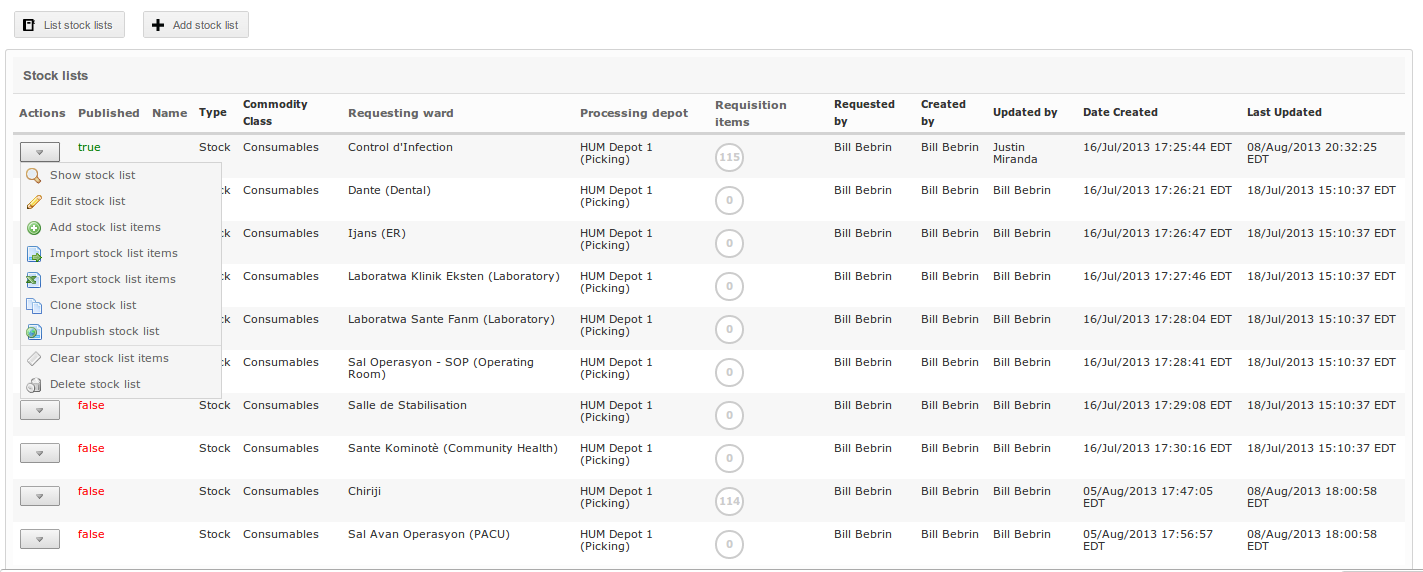 List stock lists Add stock list
Stock lists
Actions Published Name Type Commodity Class Requesting ward Processing depot Requisition items Requested by Created by Updated by Date Created Last Updated
true Stock Consumables Control d'Infection HUM Depot 1 (Picking) 115 Bill Bebrin Bill Bebrin Justin Miranda 16/Jul/2013 17:25:44 EDT 08/Aug/2013 20:32:25 EDT
Show stock list
Edit stock list
Add stock list items
Import stock list items
Export stock list items
Clone stock list
Unpublish stock list
Clear stock list items
Delete stock list
ck Consumables Dante (Dental) HUM Depot 1 (Picking) 0 Bill Bebrin Bill Bebrin Bill Bebrin 16/Jul/2013 17:26:21 EDT 18/Jul/2013 15:10:37 EDT
ck Consumables Ijans (ER) HUM Depot 1 (Picking) 0 Bill Bebrin Bill Bebrin Bill Bebrin 16/Jul/2013 17:26:47 EDT 18/Jul/2013 15:10:37 EDT
ck Consumables Laboratwa Klinik Eksten (Laboratory) HUM Depot 1 (Picking) 0 Bill Bebrin Bill Bebrin Bill Bebrin 16/Jul/2013 17:27:46 EDT 18/Jul/2013 15:10:37 EDT
ck Consumables Laboratwa Sante Fanm (Laboratory) HUM Depot 1 (Picking) 0 Bill Bebrin Bill Bebrin Bill Bebrin 16/Jul/2013 17:28:04 EDT 18/Jul/2013 15:10:37 EDT
ck Consumables Sal Operasyon - SOP (Operating Room) HUM Depot 1 (Picking) 0 Bill Bebrin Bill Bebrin Bill Bebrin 16/Jul/2013 17:28:41 EDT 18/Jul/2013 15:10:37 EDT
false Stock Consumables Salle de Stabilisation HUM Depot 1 (Picking) 0 Bill Bebrin Bill Bebrin Bill Bebrin 16/Jul/2013 17:29:08 EDT 18/Jul/2013 15:10:37 EDT
false Stock Consumables Sante Kominotè (Community Health) HUM Depot 1 (Picking) 0 Bill Bebrin Bill Bebrin Bill Bebrin 16/Jul/2013 17:30:16 EDT 18/Jul/2013 15:10:37 EDT
false Stock Consumables Chiriji HUM Depot 1 (Picking) 114 Bill Bebrin Bill Bebrin Bill Bebrin 05/Aug/2013 17:47:05 EDT 08/Aug/2013 18:00:58 EDT
false Stock Consumables Sal Avan Operasyon (PACU) HUM Depot 1 (Picking) 0 Bill Bebrin Bill Bebrin Bill Bebrin 05/Aug/2013 17:56:57 EDT 08/Aug/2013 18:00:58 EDT